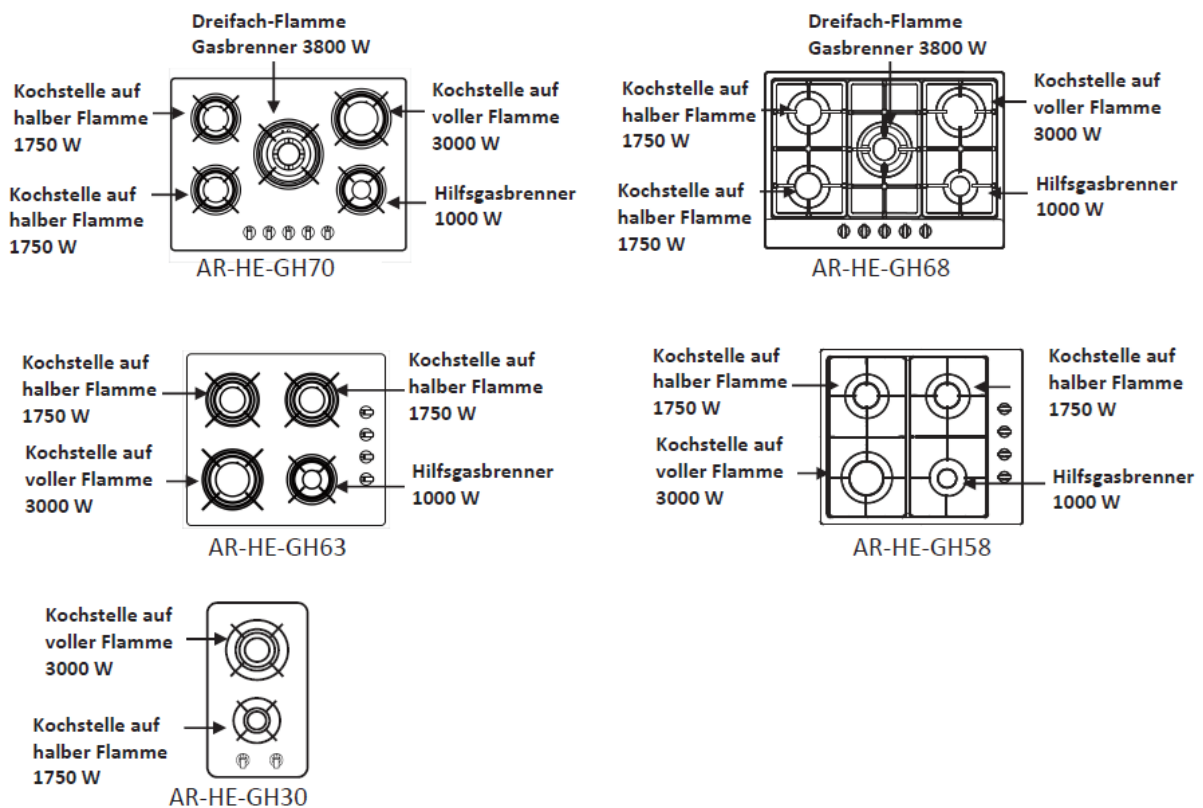 Dreifach-Flamme
Gasbrenner 3800 W
Kochstelle auf
halber Flamme
1750 W
Kochstelle auf
voller Flamme
3000 W
Kochstelle auf
halber Flamme
1750 W
Hilfsgasbrenner
1000 W
AR-HE-GH70
Dreifach-Flamme
Gasbrenner 3800 W
Kochstelle auf
halber Flamme
1750 W
Kochstelle auf
voller Flamme
3000 W
Kochstelle auf
halber Flamme
1750 W
Hilfsgasbrenner
1000 W
AR-HE-GH68
Kochstelle auf
halber Flamme
1750 W
Kochstelle auf
halber Flamme
1750 W
Kochstelle auf
voller Flamme
3000 W
Hilfsgasbrenner
1000 W
AR-HE-GH63
Kochstelle auf
halber Flamme
1750 W
Kochstelle auf
halber Flamme
1750 W
Kochstelle auf
voller Flamme
3000 W
Hilfsgasbrenner
1000 W
AR-HE-GH58
Kochstelle auf
voller Flamme
3000 W
Kochstelle auf
halber Flamme
1750 W
AR-HE-GH30